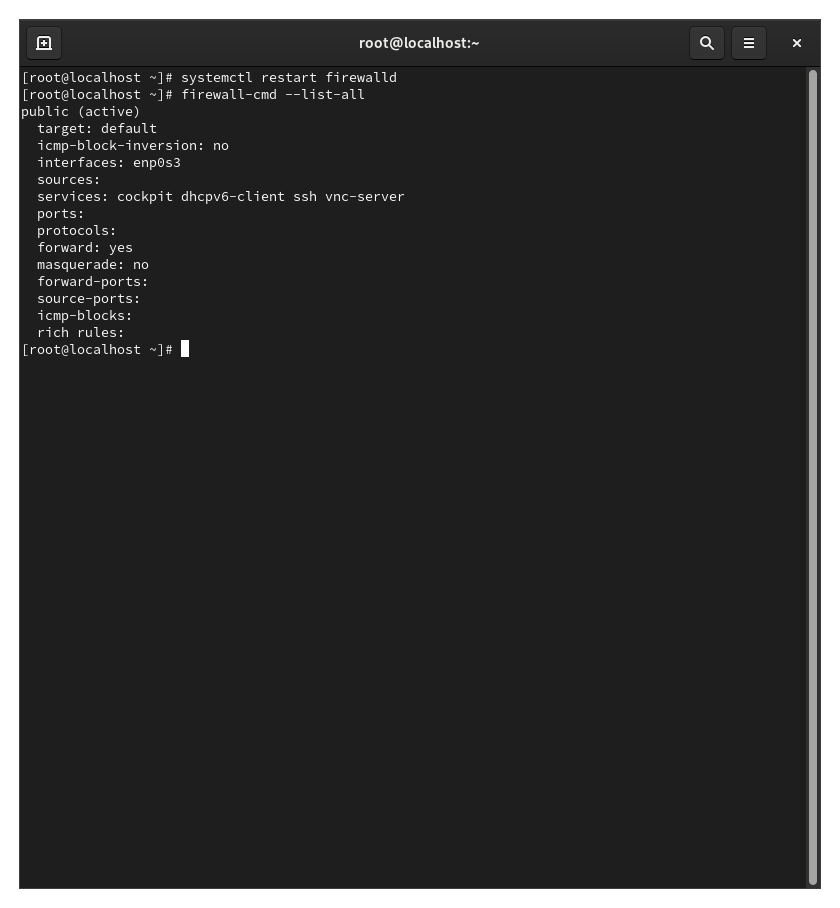 root@localhost:~
[root@localhost ~]# systemctl restart firewalld
[root@localhost ~]# firewall-cmd --list-all
public (active)
  target: default
  icmp-block-inversion: no
  interfaces: enp0s3
  sources:
  services: cockpit dhcpv6-client ssh vnc-server
  ports:
  protocols:
  forward: yes
  masquerade: no
  forward-ports:
  source-ports:
  icmp-blocks:
  rich rules:
[root@localhost ~]#